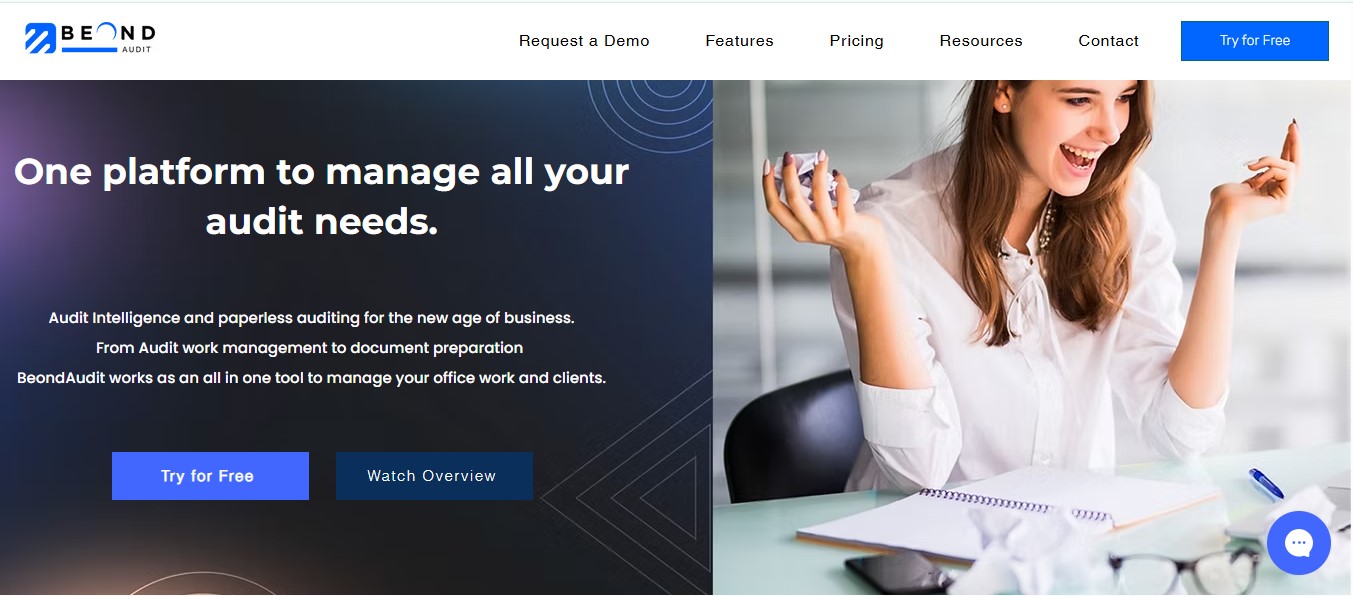 BEOND
AUDIT
Request a Demo
Features
Pricing
Resources
Contact
Try for Free
One platform to manage all your
audit needs.
Audit Intelligence and paperless auditing for the new age of business.
From Audit work management to document preparation
BeondAudit works as an all in one tool to manage your office work and clients.
Try for Free
Watch Overview